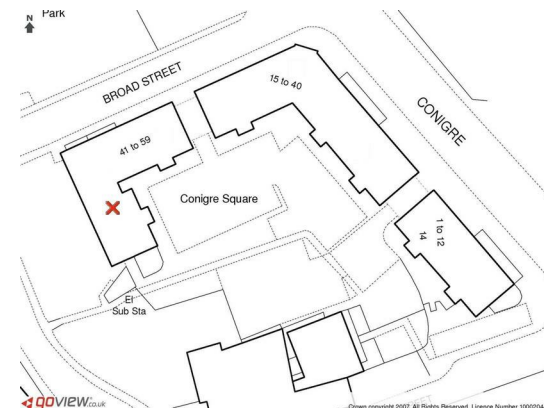 N
Park
BROAD STREET
15 to 40
CONIGRE
41 to 59
Conigre Square
1 to 12
14
El
Sub Sta
GOVIEW.co.uk
Crown copyright 2007. All Rights Reserved. Licence Number 1000204